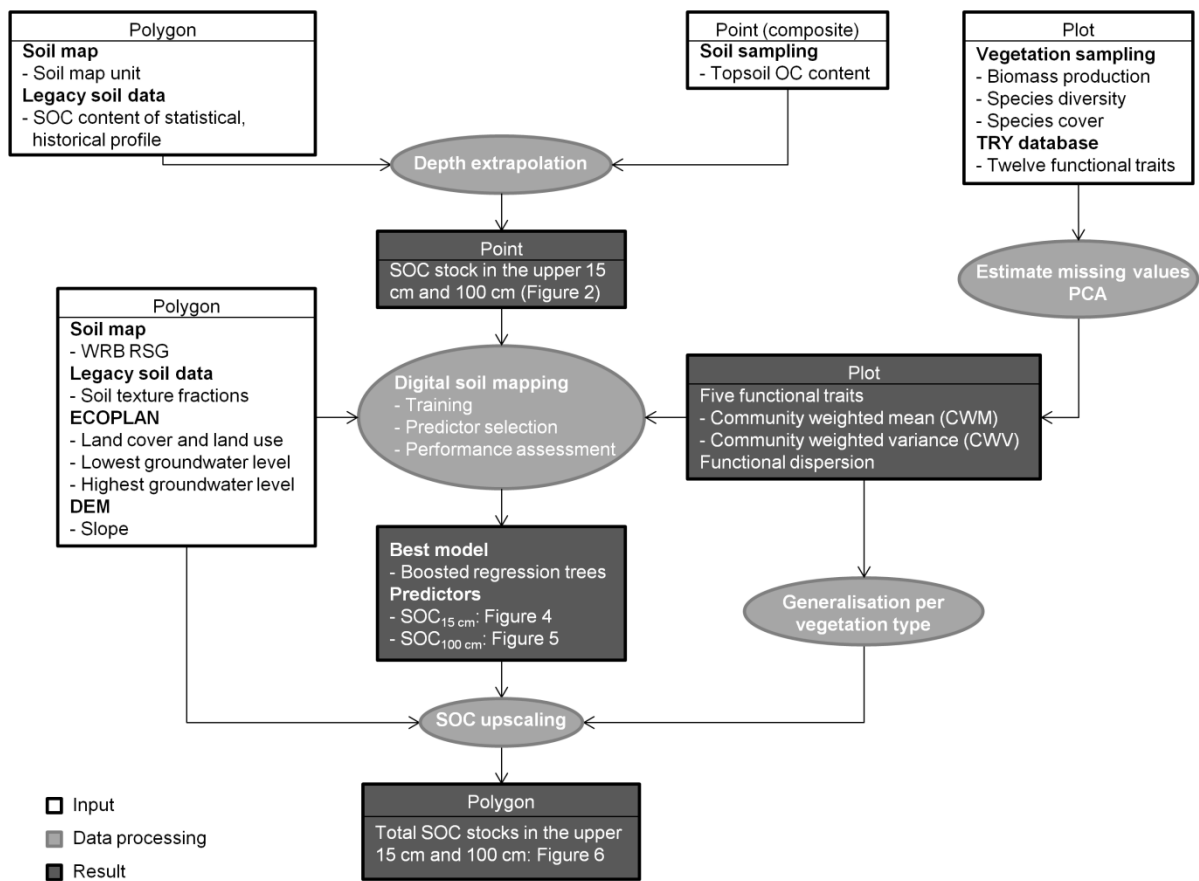 Polygon
Soil map
- Soil map unit
Legacy soil data
- SOC content of statistical,
historical profile
Point (composite)
Soil sampling
- Topsoil OC content
Plot
Vegetation sampling
- Biomass production
- Species diversity
- Species cover
TRY database
- Twelve functional traits
Depth extrapolation
Point
SOC stock in the upper 15
cm and 100 cm (Figure 2)
Estimate missing values
PCA
Polygon
Soil map
- WRB RSG
Legacy soil data
- Soil texture fractions
ECOPLAN
- Land cover and land use
- Lowest groundwater level
- Highest groundwater level
DEM
- Slope
Digital soil mapping
- Training
- Predictor selection
- Performance assessment
Plot
Five functional traits
- Community weighted mean (CWM)
- Community weighted variance (CWV)
Functional dispersion
Best model
- Boosted regression trees
Predictors
- SOC15 cm: Figure 4
- SOC100 cm: Figure 5
Generalisation per
vegetation type
SOC upscaling
Polygon
Total SOC stocks in the upper
15 cm and 100 cm: Figure 6
Input
Data processing
Result